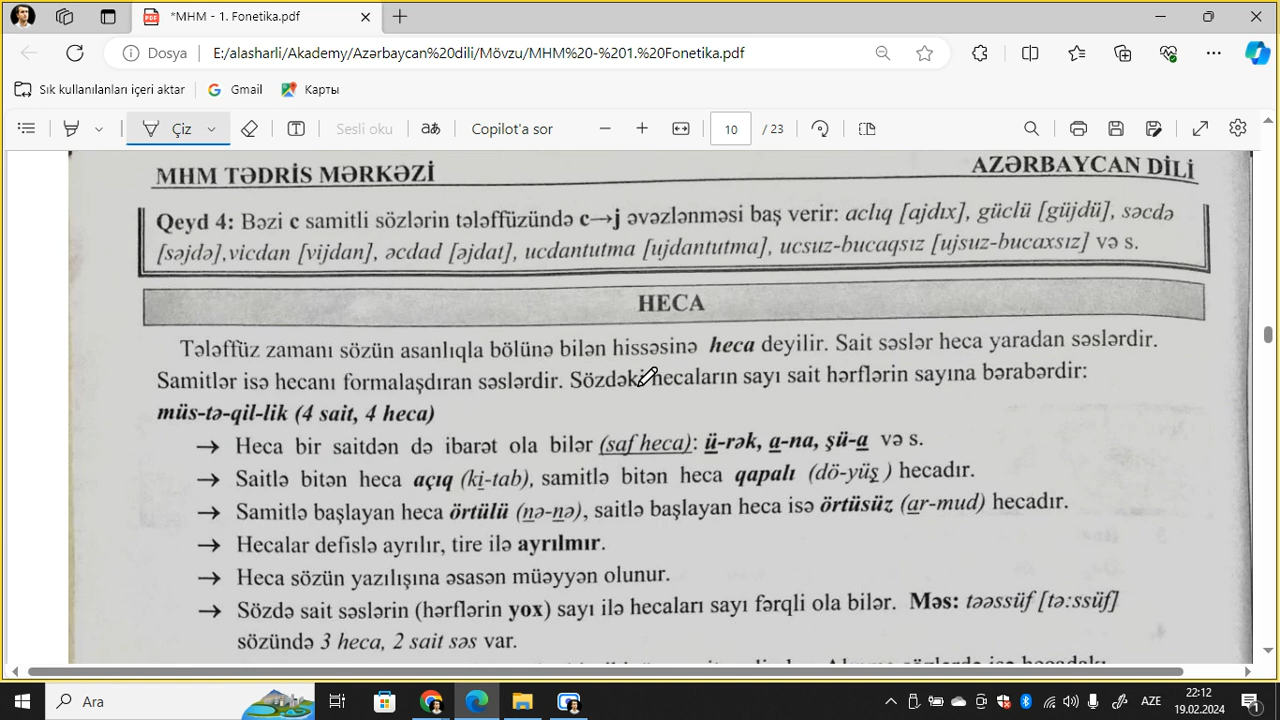 *MHM - 1. Fonetika.pdf
Dosya E:/alasharli/Akademy/Azərbaycan%20dili/Mövzu/MHM%20-%201.%20Fonetika.pdf
Sık kullanılanları içeri aktar Gmail Карты
Çiz Sesli oku Copilot'a sor 10 / 23
MHM TƏDRİS MƏRKƏZİ AZƏRBAYCAN DİLİ
Qeyd 4: Bəzi c samitli sözlərin tələffüzündə c→j əvəzlənməsi baş verir: aclıq [ajdıx], güclü [güjdü], səcdə
[səjdə],vicdan [vijdan], əcdad [əjdat], ucdantutma [ujdantutma], ucsuz-bucaqsız [ujsuz-bucaxsız] və s.
HECA
Tələffüz zamanı sözün asanlıqla bölünə bilən hissəsinə heca deyilir. Sait səslər heca yaradan səslərdir.
Samitlər isə hecanı formalaşdıran səslərdir. Sözdəki hecaların sayı sait hərflərin sayına bərabərdir:
müs-tə-qil-lik (4 sait, 4 heca)
→ Heca bir saitdən də ibarət ola bilər (saf heca): ü-rək, a-na, şü-a və s.
→ Saitlə bitən heca açıq (ki-tab), samitlə bitən heca qapalı (dö-yüş ) hecadır.
→ Samitlə başlayan heca örtülü (nə-nə), saitlə başlayan heca isə örtüsüz (ar-mud) hecadır.
→ Hecalar defislə ayrılır, tire ilə ayrılmır.
→ Heca sözün yazılışına əsasən müəyyən olunur.
→ Sözdə sait səslərin (hərflərin yox) sayı ilə hecaları sayı fərqli ola bilər. Məs: təəssüf [tə:ssüf]
sözündə 3 heca, 2 sait səs var.
Ara AZE 22:12
19.02.2024